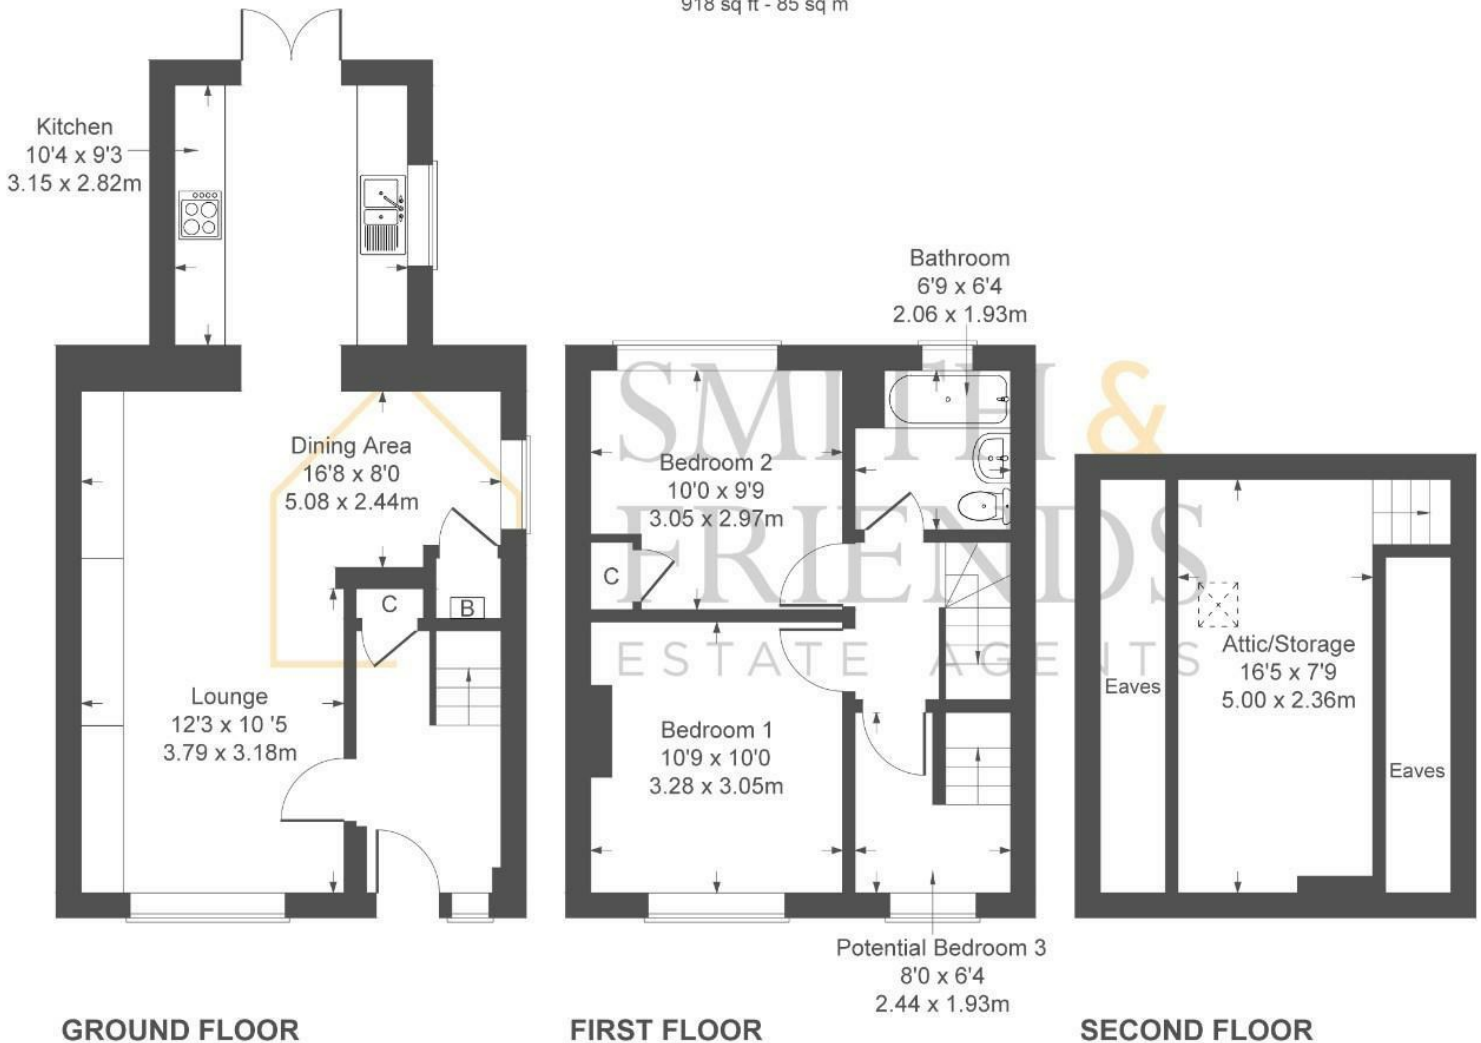 918 sq ft - 85 sq m
Kitchen
10'4 x 9'3
3.15 x 2.82m
Dining Area
16'8 x 8'0
5.08 x 2.44m
C
B
Lounge
12'3 x 10 '5
3.79 x 3.18m
GROUND FLOOR
Bathroom
6'9 x 6'4
2.06 x 1.93m
Bedroom 2
10'0 x 9'9
3.05 x 2.97m
C
Bedroom 1
10'9 x 10'0
3.28 x 3.05m
Potential Bedroom 3
8'0 x 6'4
2.44 x 1.93m
FIRST FLOOR
Attic/Storage
16'5 x 7'9
5.00 x 2.36m
Eaves
Eaves
SECOND FLOOR
SMITH &
FRIENDS
ESTATE AGENTS